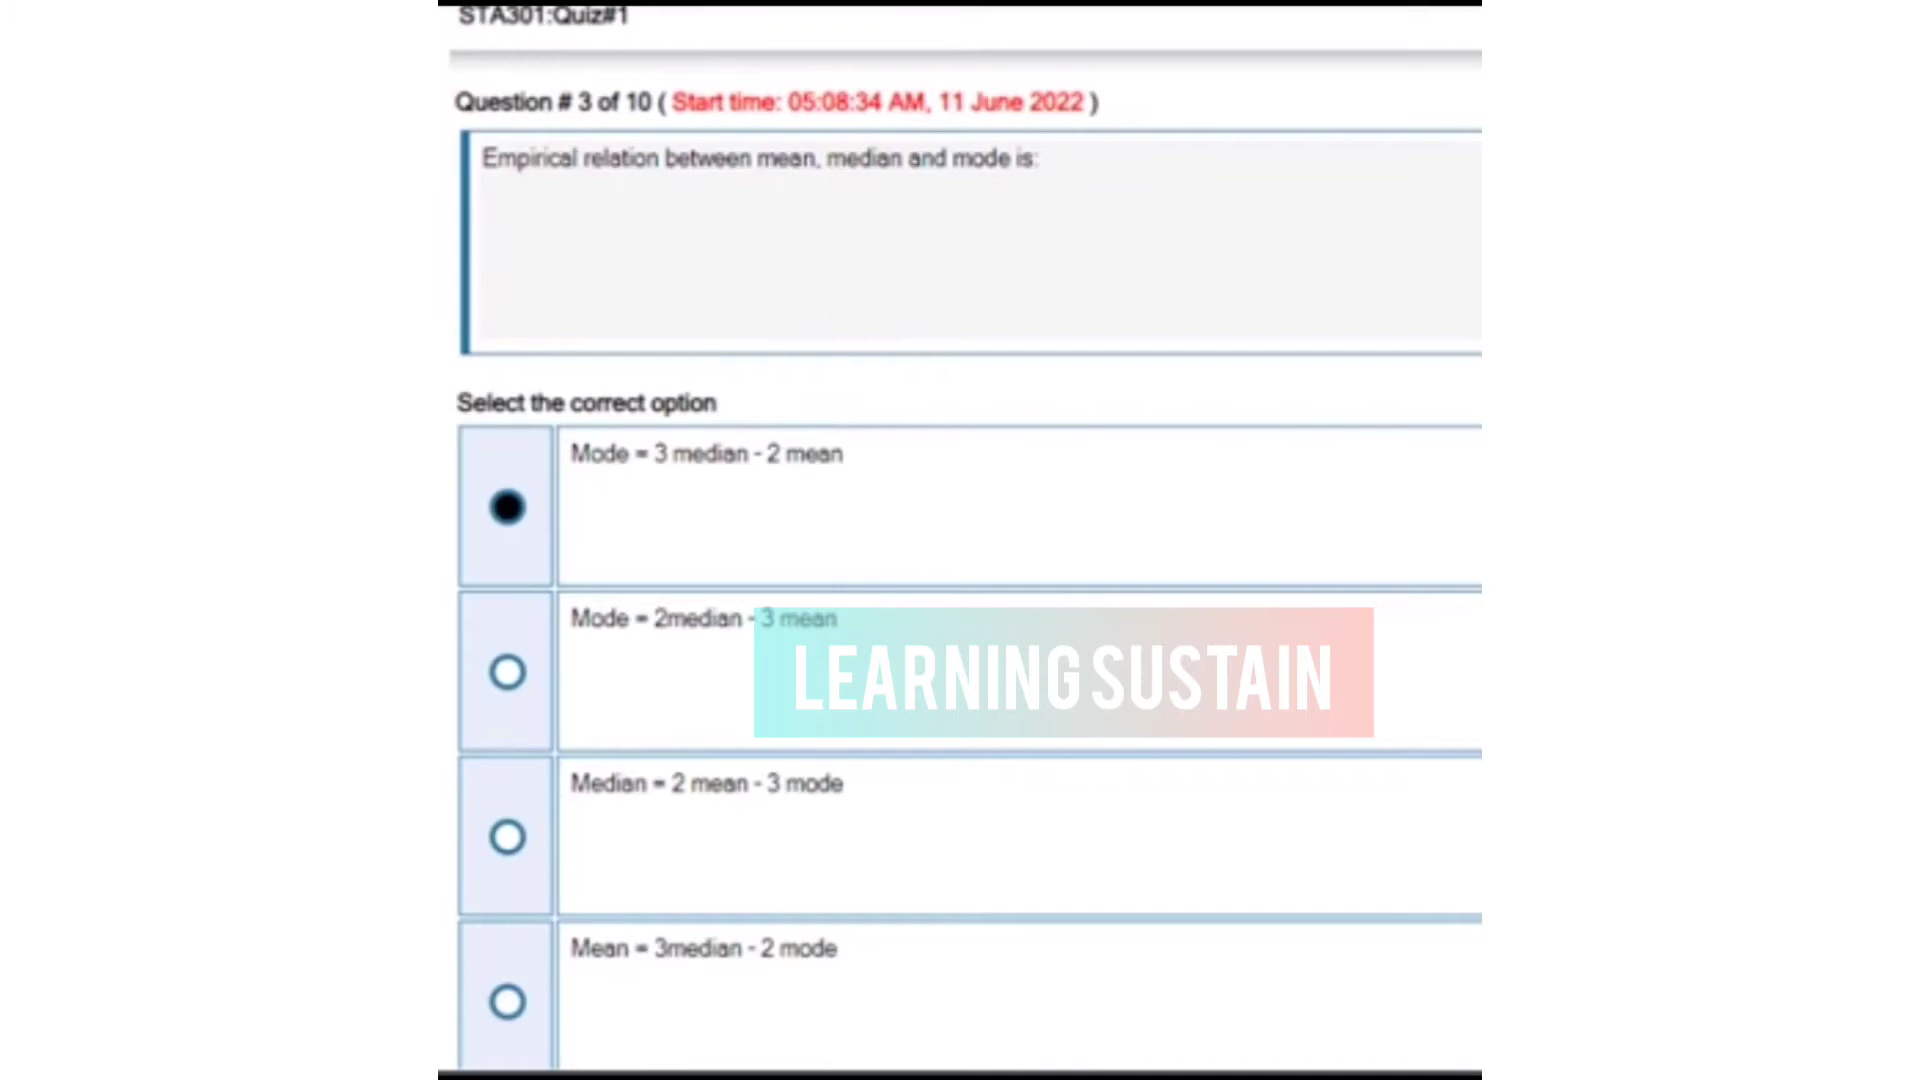 STA301:Quiz#1
Question # 3 of 10 ( Start time: 05:08:34 AM, 11 June 2022 )
Empirical relation between mean, median and mode is:
Select the correct option
Mode = 3 median - 2 mean
Mode = 2median - 3 mean
LEARNING SUSTAIN
Median = 2 mean - 3 mode
Mean = 3median - 2 mode